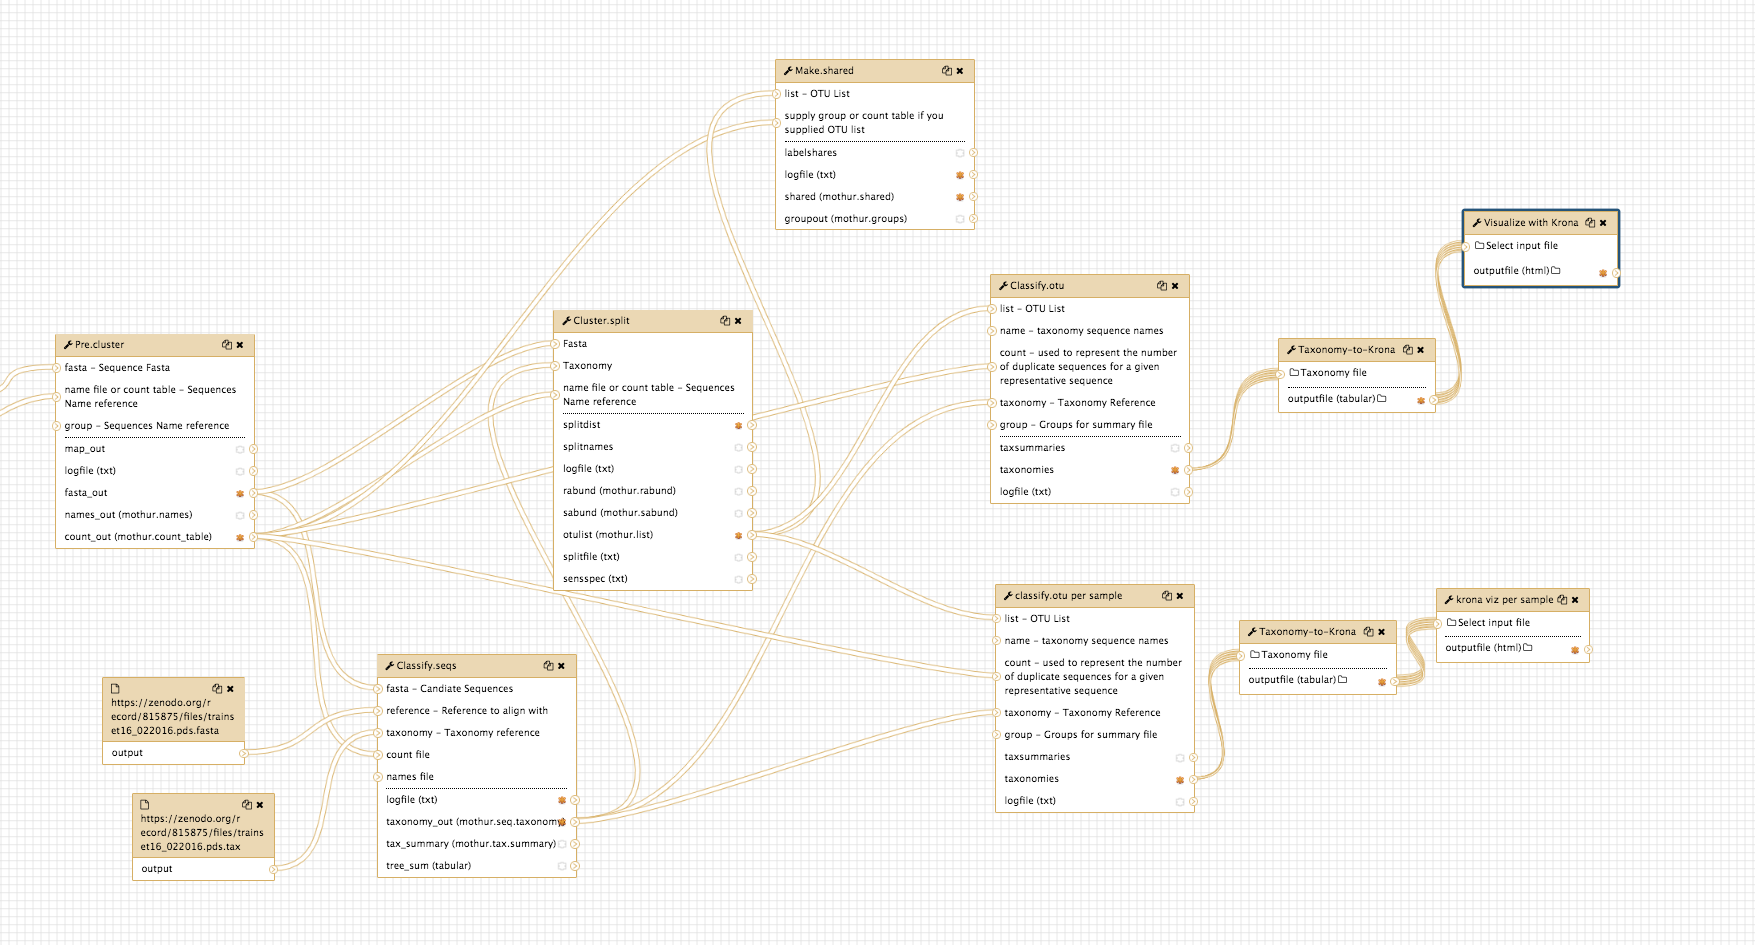 Make.shared
list – OTU List
supply group or count table if you
supplied OTU list
labelshares
logfile (txt)
shared (mothur.shared)
groupout (mothur.groups)
Visualize with Krona
Select input file
outputfile (html)
Classify.otu
list – OTU List
name – taxonomy sequence names
count – used to represent the number
of duplicate sequences for a given
representative sequence
taxonomy – Taxonomy Reference
group – Groups for summary file
taxsummaries
taxonomies
logfile (txt)
Taxonomy-to-Krona
Taxonomy file
outputfile (tabular)
Cluster.split
Fasta
Taxonomy
name file or count table – Sequences
Name reference
splitdist
splitnames
logfile (txt)
rabund (mothur.rabund)
sabund (mothur.sabund)
otulist (mothur.list)
splitfile (txt)
sensspec (txt)
Pre.cluster
fasta – Sequence Fasta
name file or count table – Sequences
Name reference
group – Sequences Name reference
map_out
logfile (txt)
fasta_out
names_out (mothur.names)
count_out (mothur.count_table)
classify.otu per sample
list – OTU List
name – taxonomy sequence names
count – used to represent the number
of duplicate sequences for a given
representative sequence
taxonomy – Taxonomy Reference
group – Groups for summary file
taxsummaries
taxonomies
logfile (txt)
Taxonomy-to-Krona
Taxonomy file
outputfile (tabular)
krona viz per sample
Select input file
outputfile (html)
Classify.seqs
fasta – Candiate Sequences
reference – Reference to align with
taxonomy – Taxonomy reference
count file
names file
logfile (txt)
taxonomy_out (mothur.seq.taxonomy)
tax_summary (mothur.tax.summary)
tree_sum (tabular)
https://zenodo.org/r
ecord/815875/files/trains
et16_022016.pds.fasta
output
https://zenodo.org/r
ecord/815875/files/trains
et16_022016.pds.tax
output